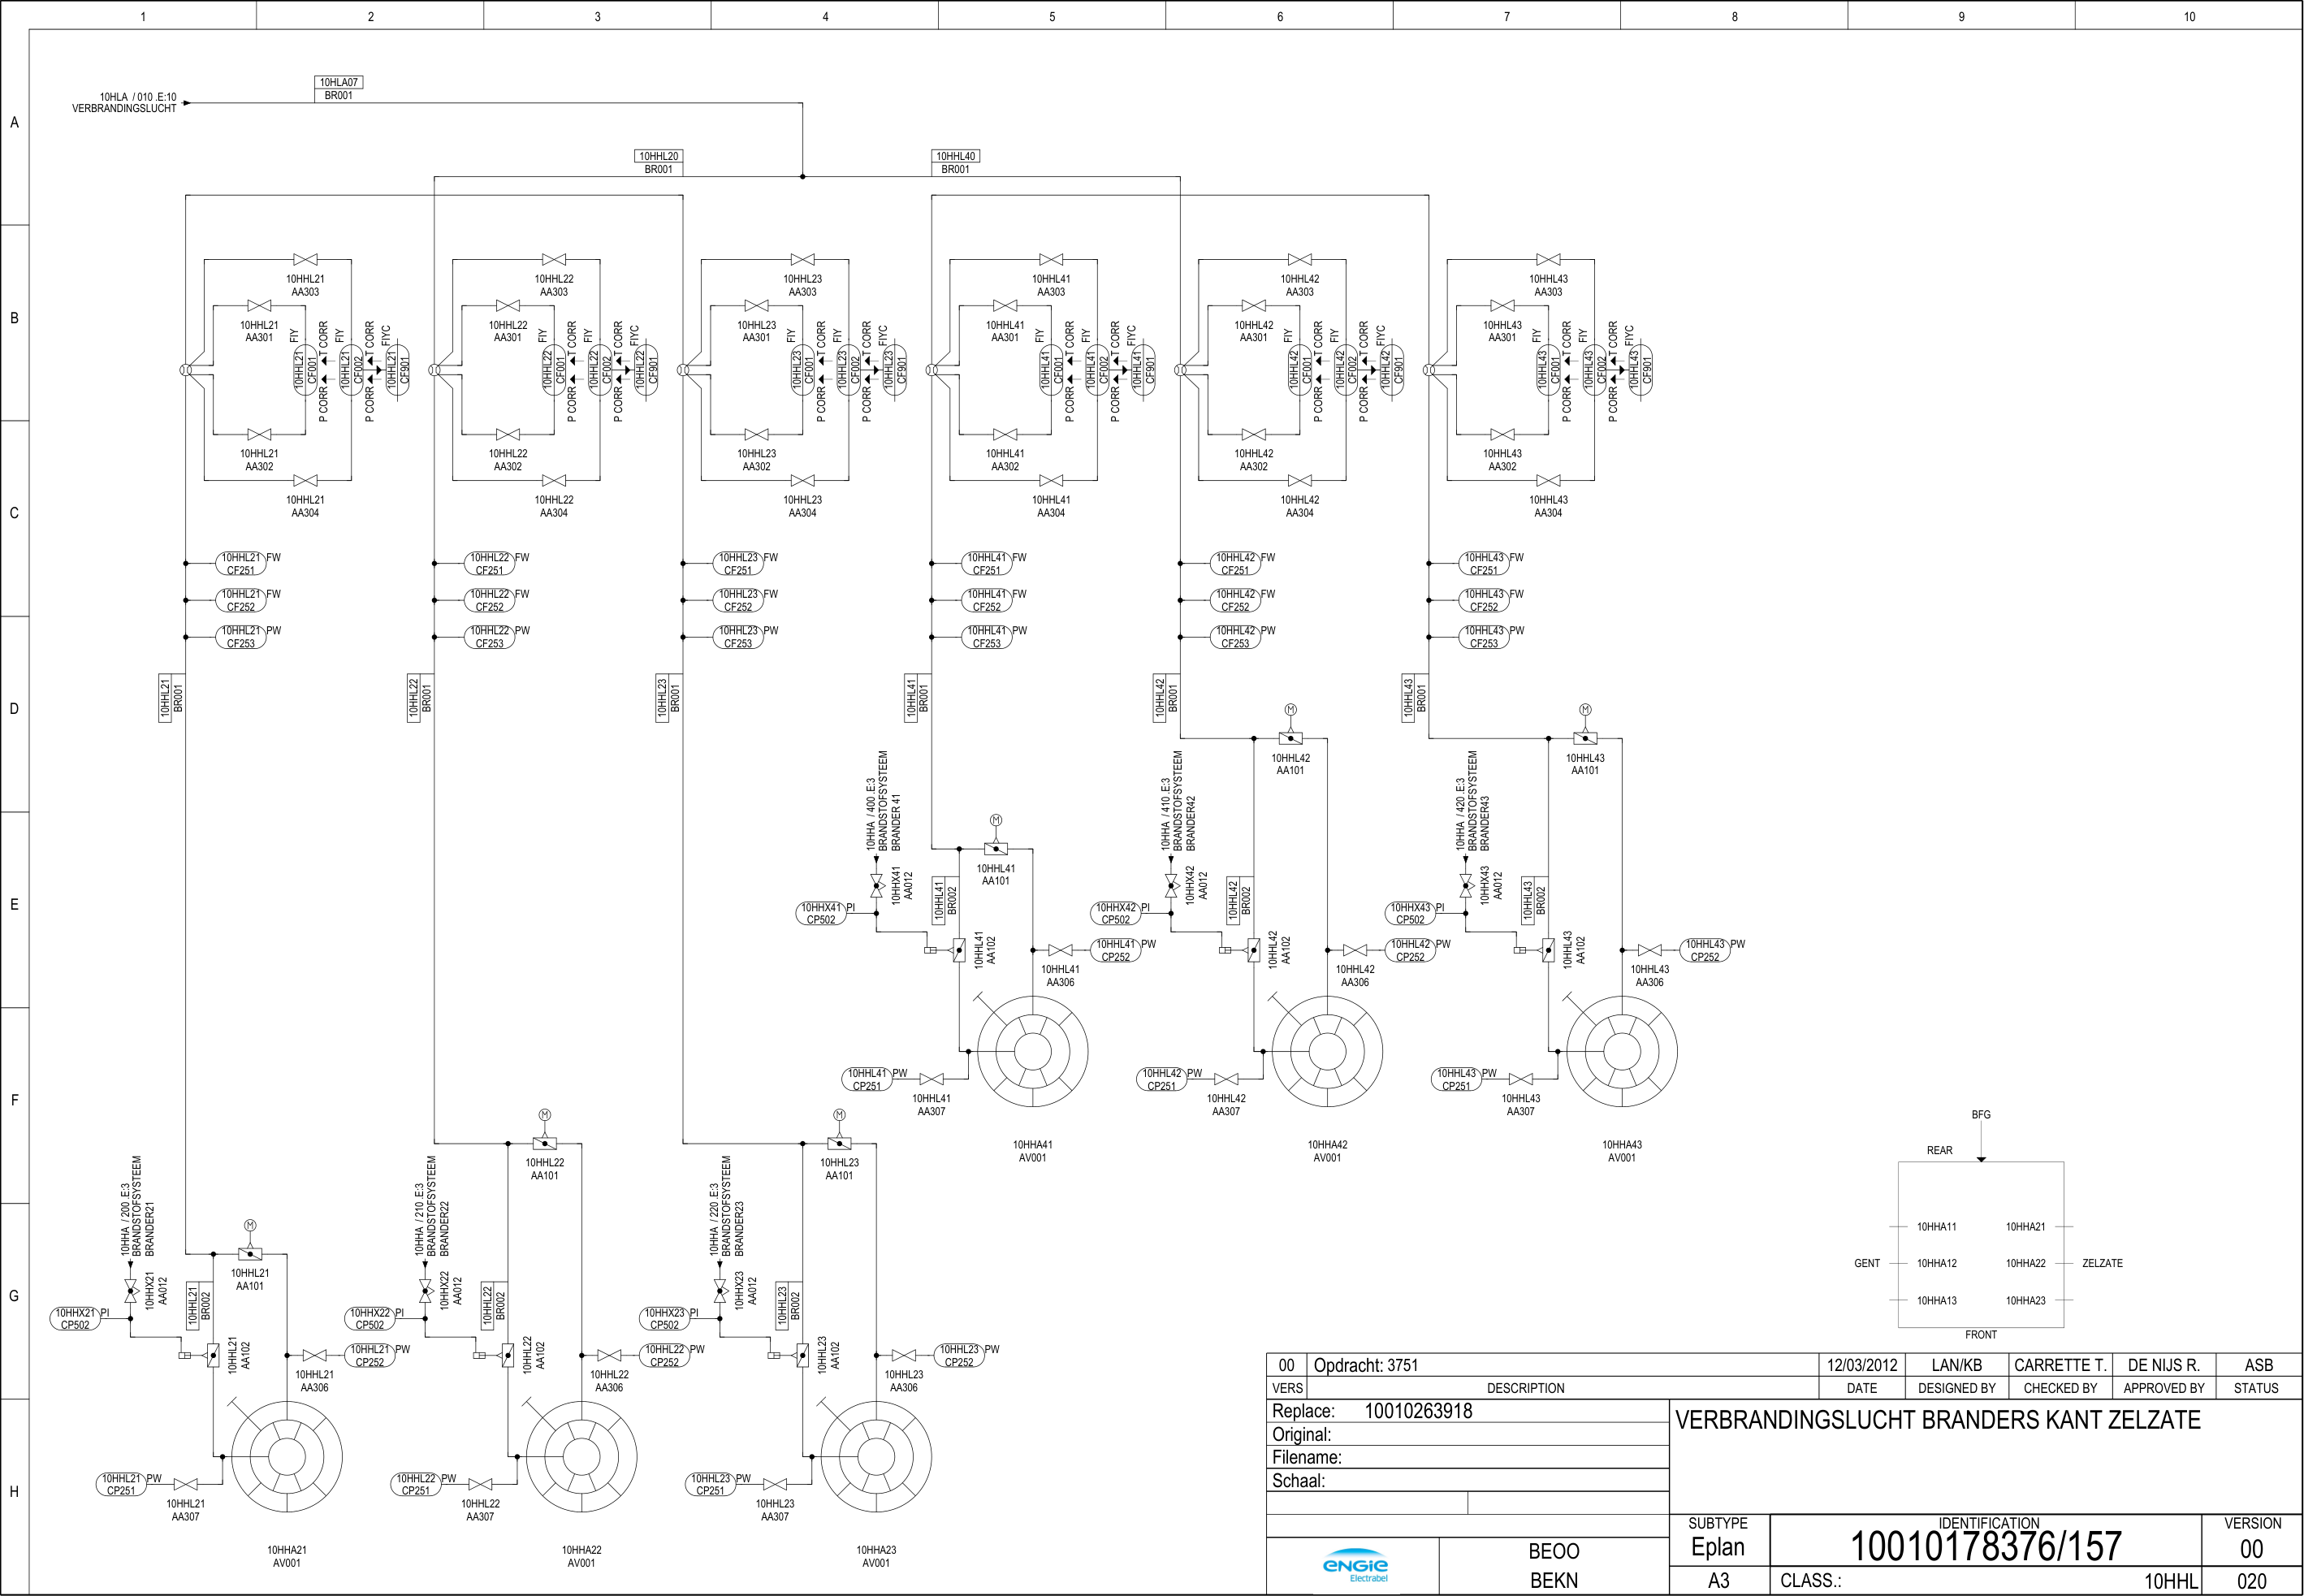 1
2
3
4
5
6
7
8
9
10
A
B
C
D
E
F
G
H
10HLA / 010 .E:10
VERBRANDINGSLUCHT
10HLA07
BR001
10HHL20
BR001
10HHL40
BR001
10HHL21
AA303
10HHL21
AA301
10HHL21
CF001
FIY
P CORR
T CORR
10HHL21
CF002
FIY
P CORR
T CORR
10HHL21
CF901
FIYC
10HHL21
AA302
10HHL21
AA304
10HHL22
AA303
10HHL22
AA301
10HHL22
CF001
FIY
P CORR
T CORR
10HHL22
CF002
FIY
P CORR
T CORR
10HHL22
CF901
FIYC
10HHL22
AA302
10HHL22
AA304
10HHL23
AA303
10HHL23
AA301
10HHL23
CF001
FIY
P CORR
T CORR
10HHL23
CF002
FIY
P CORR
T CORR
10HHL23
CF901
FIYC
10HHL23
AA302
10HHL23
AA304
10HHL41
AA303
10HHL41
AA301
10HHL41
CF001
FIY
P CORR
T CORR
10HHL41
CF002
FIY
P CORR
T CORR
10HHL41
CF901
FIYC
10HHL41
AA302
10HHL41
AA304
10HHL42
AA303
10HHL42
AA301
10HHL42
CF001
FIY
P CORR
T CORR
10HHL42
CF002
FIY
P CORR
T CORR
10HHL42
CF901
FIYC
10HHL42
AA302
10HHL42
AA304
10HHL43
AA303
10HHL43
AA301
10HHL43
CF001
FIY
P CORR
T CORR
10HHL43
CF002
FIY
P CORR
T CORR
10HHL43
CF901
FIYC
10HHL43
AA302
10HHL43
AA304
10HHL21 FW
CF251
10HHL21 FW
CF252
10HHL21 PW
CF253
10HHL22 FW
CF251
10HHL22 FW
CF252
10HHL22 PW
CF253
10HHL23 FW
CF251
10HHL23 FW
CF252
10HHL23 PW
CF253
10HHL41 FW
CF251
10HHL41 FW
CF252
10HHL41 PW
CF253
10HHL42 FW
CF251
10HHL42 FW
CF252
10HHL42 PW
CF253
10HHL43 FW
CF251
10HHL43 FW
CF252
10HHL43 PW
CF253
10HHL21
BR001
10HHL22
BR001
10HHL23
BR001
10HHL41
BR001
10HHL42
BR001
10HHL43
BR001
10HHA / 400 .E:3
BRANDSTOFSYSTEEM
BRANDER 41
10HHX41
AA012
10HHX41 PI
CP502
10HHL41
BR002
M
10HHL41
AA101
10HHL41
AA102
10HHL41 PW
CP252
10HHL41
AA306
10HHL41 PW
CP251
10HHL41
AA307
10HHA41
AV001
10HHA / 410 .E:3
BRANDSTOFSYSTEEM
BRANDER42
10HHX42
AA012
10HHX42 PI
CP502
10HHL42
BR002
M
10HHL42
AA101
10HHL42
AA102
10HHL42 PW
CP252
10HHL42
AA306
10HHL42 PW
CP251
10HHL42
AA307
10HHA42
AV001
10HHA / 420 .E:3
BRANDSTOFSYSTEEM
BRANDER43
10HHX43
AA012
10HHX43 PI
CP502
10HHL43
BR002
M
10HHL43
AA101
10HHL43
AA102
10HHL43 PW
CP252
10HHL43
AA306
10HHL43 PW
CP251
10HHL43
AA307
10HHA43
AV001
10HHA / 200 .E:3
BRANDSTOFSYSTEEM
BRANDER21
10HHX21
AA012
10HHX21 PI
CP502
10HHL21
BR002
M
10HHL21
AA101
10HHL21
AA102
10HHL21 PW
CP252
10HHL21
AA306
10HHL21 PW
CP251
10HHL21
AA307
10HHA21
AV001
10HHA / 210 .E:3
BRANDSTOFSYSTEEM
BRANDER22
10HHX22
AA012
10HHX22 PI
CP502
10HHL22
BR002
M
10HHL22
AA101
10HHL22
AA102
10HHL22 PW
CP252
10HHL22
AA306
10HHL22 PW
CP251
10HHL22
AA307
10HHA22
AV001
10HHA / 220 .E:3
BRANDSTOFSYSTEEM
BRANDER23
10HHX23
AA012
10HHX23 PI
CP502
10HHL23
BR002
M
10HHL23
AA101
10HHL23
AA102
10HHL23 PW
CP252
10HHL23
AA306
10HHL23 PW
CP251
10HHL23
AA307
10HHA23
AV001
BFG
REAR
10HHA11 10HHA21
GENT 10HHA12 10HHA22 ZELZATE
10HHA13 10HHA23
FRONT
00 Opdracht: 3751 12/03/2012 LAN/KB CARRETTE T. DE NIJS R. ASB
VERS DESCRIPTION DATE DESIGNED BY CHECKED BY APPROVED BY STATUS
Replace: 10010263918
Original:
Filename:
Schaal:
VERBRANDINGSLUCHT BRANDERS KANT ZELZATE
ENGIE
Electrabel
BEOO
BEKN
SUBTYPE
Eplan
A3
IDENTIFICATION
10010178376/157
CLASS.: 10HHL
VERSION
00
020